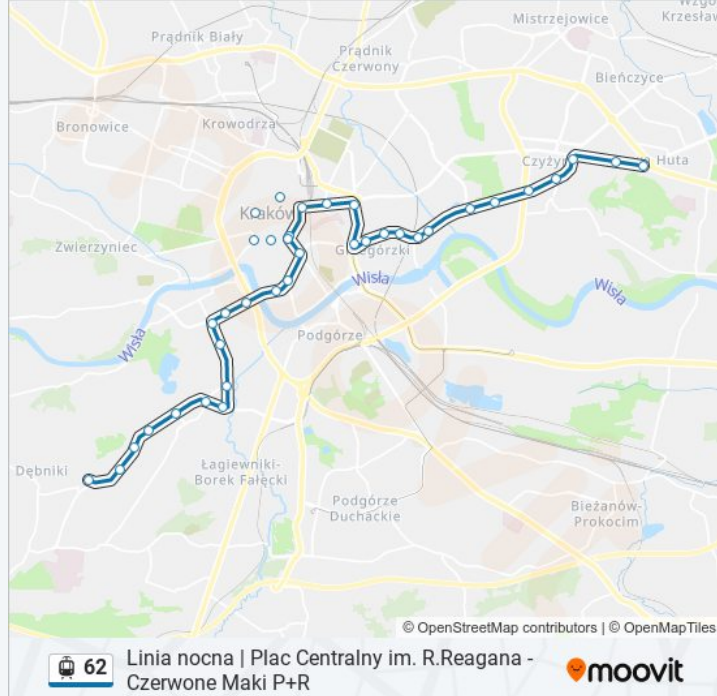 Wzgó
Krzesław
Mistrzejowice
Prądnik Biały
Prądnik
Czerwony
Bieńczyce
Bronowice
Krowodrza
Czyżyn
a Huta
Kraków
Zwierzyniec
Grzegórzki
Wisła
Wisła
Wisła
Podgórze
Dębniki
Łagiewniki-
Borek Fałęcki
Podgórze
Duchackie
Bieżanów-
Prokocim
© OpenStreetMap contributors | © OpenMapTiles
62
Linia nocna | Plac Centralny im. R.Reagana -
Czerwone Maki P+R
moovit